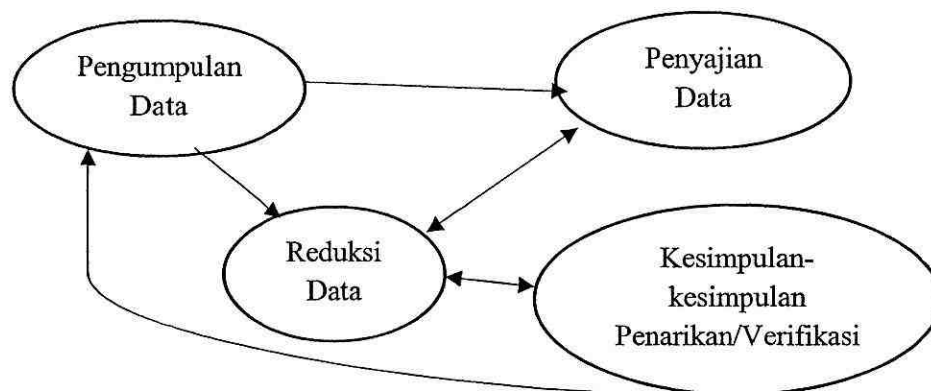 Pengumpulan
Data
Penyajian
Data
Reduksi
Data
Kesimpulan-
kesimpulan
Penarikan/Verifikasi